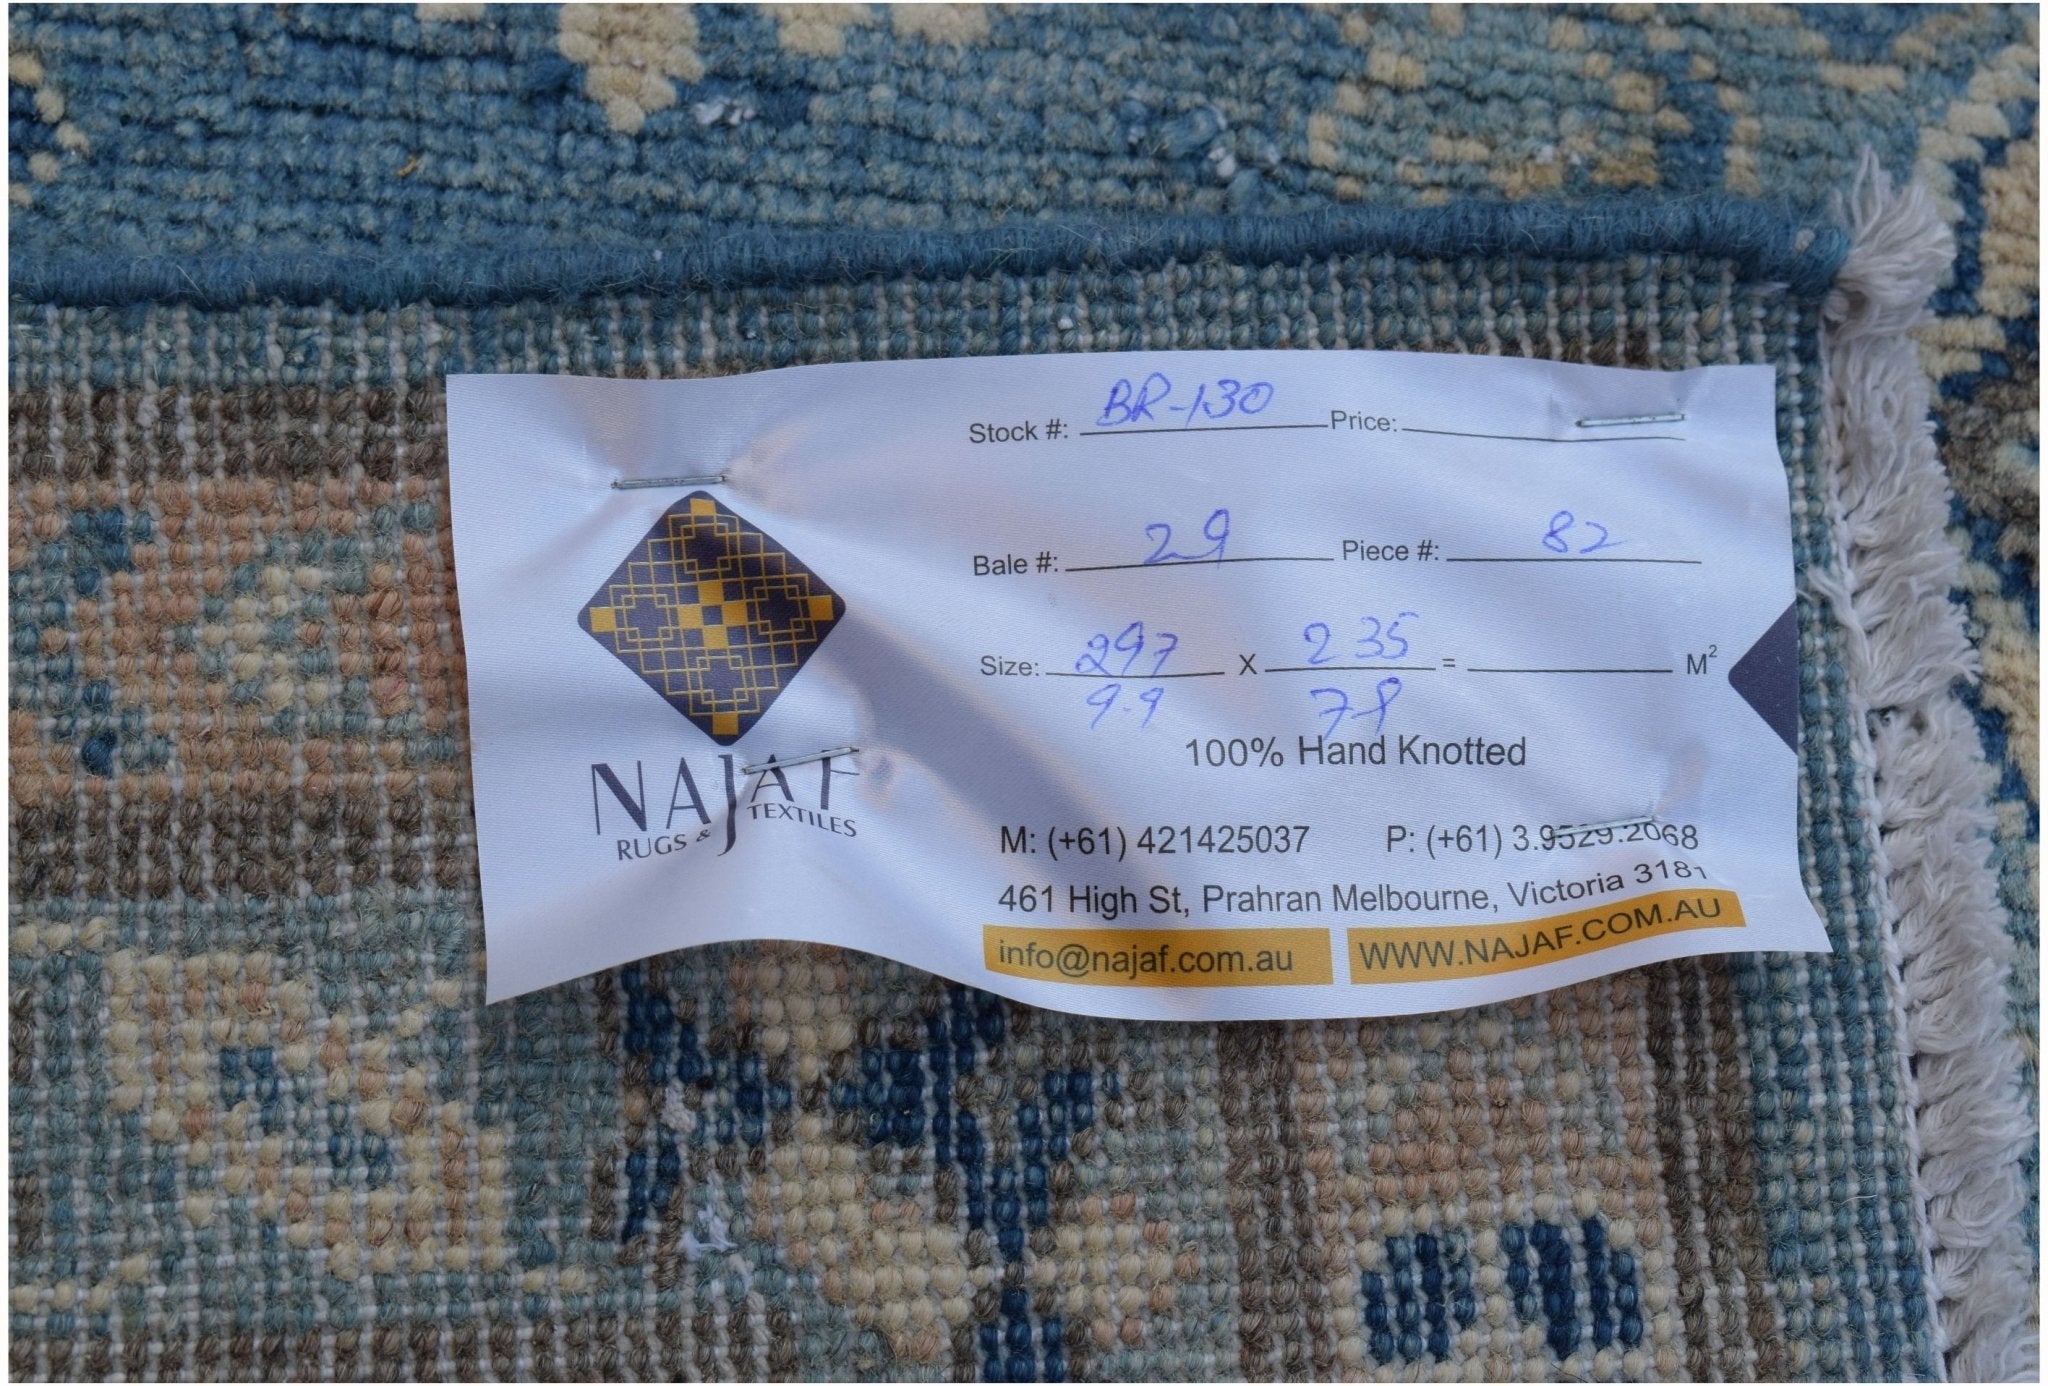 Stock #: BR-130 Price:
Bale #: 29 Piece #: 82
Size: 297 X 235 = M²
9.9 7.8
100% Hand Knotted
NAJAF
RUGS & TEXTILES
M: (+61) 421425037 P: (+61) 3.9529.2068
461 High St, Prahran Melbourne, Victoria 3181
info@najaf.com.au WWW.NAJAF.COM.AU